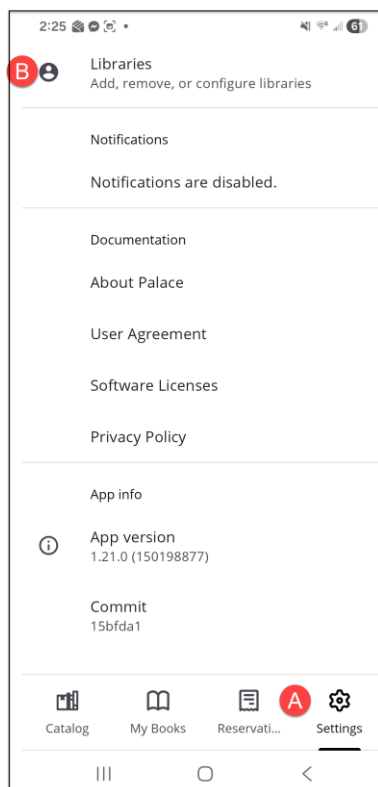 2:25
61
B
Libraries
Add, remove, or configure libraries
Notifications
Notifications are disabled.
Documentation
About Palace
User Agreement
Software Licenses
Privacy Policy
App info
App version
1.21.0 (150198877)
Commit
15bfda1
A
Catalog My Books Reservati... Settings